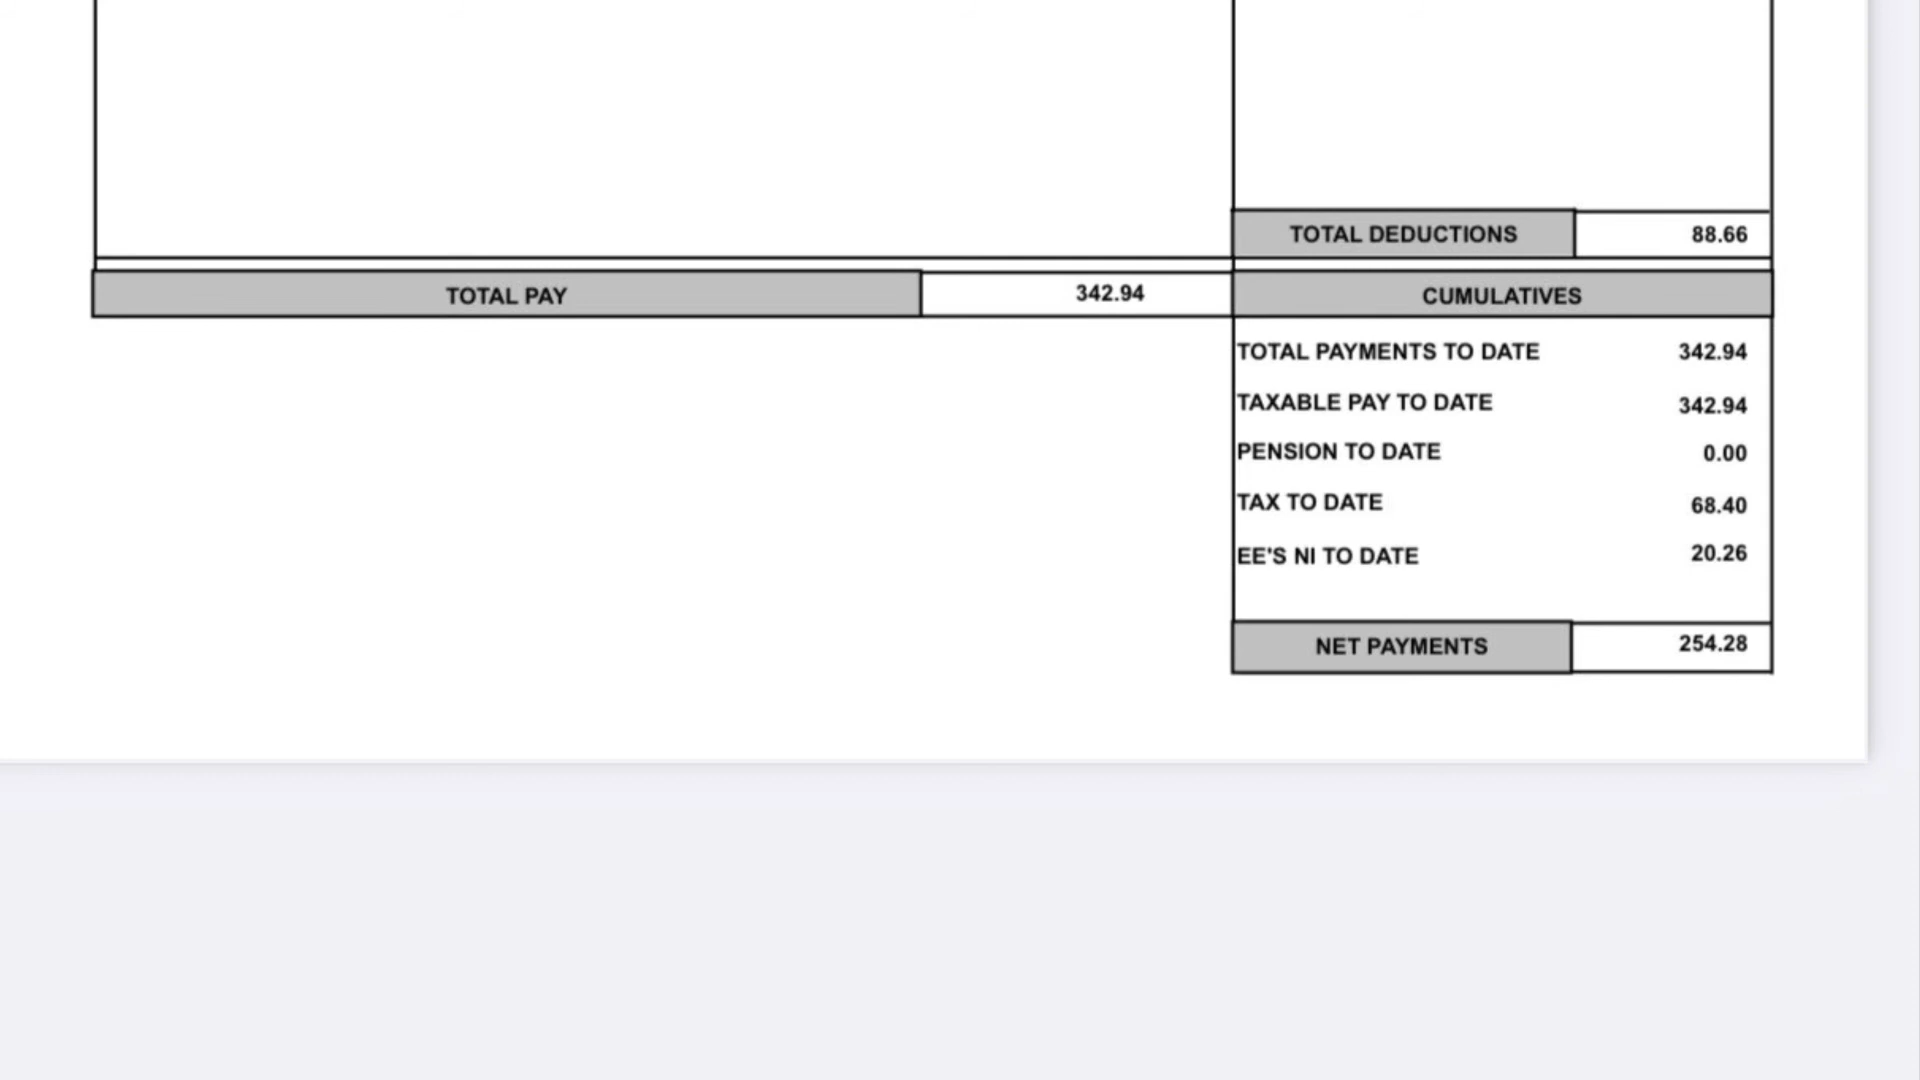 TOTAL DEDUCTIONS 88.66
TOTAL PAY 342.94 CUMULATIVES
TOTAL PAYMENTS TO DATE 342.94
TAXABLE PAY TO DATE 342.94
PENSION TO DATE 0.00
TAX TO DATE 68.40
EE'S NI TO DATE 20.26
NET PAYMENTS 254.28